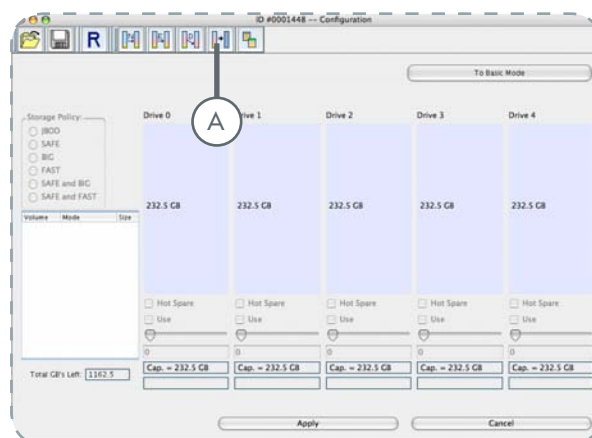 ID #0001448 -- Configuration
R
To Basic Mode
A
Storage Policy:
JBOD
SAFE
BIG
FAST
SAFE and BIG
SAFE and FAST
Volume Mode Size
Total GB's Left: 1162.5
Drive 0 Drive 1 Drive 2 Drive 3 Drive 4
232.5 GB 232.5 GB 232.5 GB 232.5 GB 232.5 GB
Hot Spare Hot Spare Hot Spare Hot Spare Hot Spare
Use Use Use Use Use
0 0 0 0 0
Cap. = 232.5 GB Cap. = 232.5 GB Cap. = 232.5 GB Cap. = 232.5 GB Cap. = 232.5 GB
Apply Cancel